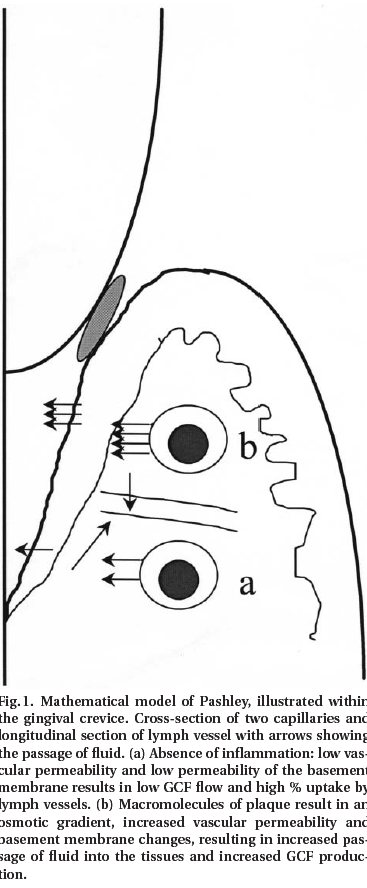 b
a
Fig. 1. Mathematical model of Pashley, illustrated within
the gingival crevice. Cross-section of two capillaries and
longitudinal section of lymph vessel with arrows showing
the passage of fluid. (a) Absence of inflammation: low vas-
cular permeability and low permeability of the basement
membrane results in low GCF flow and high % uptake by
lymph vessels. (b) Macromolecules of plaque result in an
osmotic gradient, increased vascular permeability and
basement membrane changes, resulting in increased pas-
sage of fluid into the tissues and increased GCF produc-
tion.